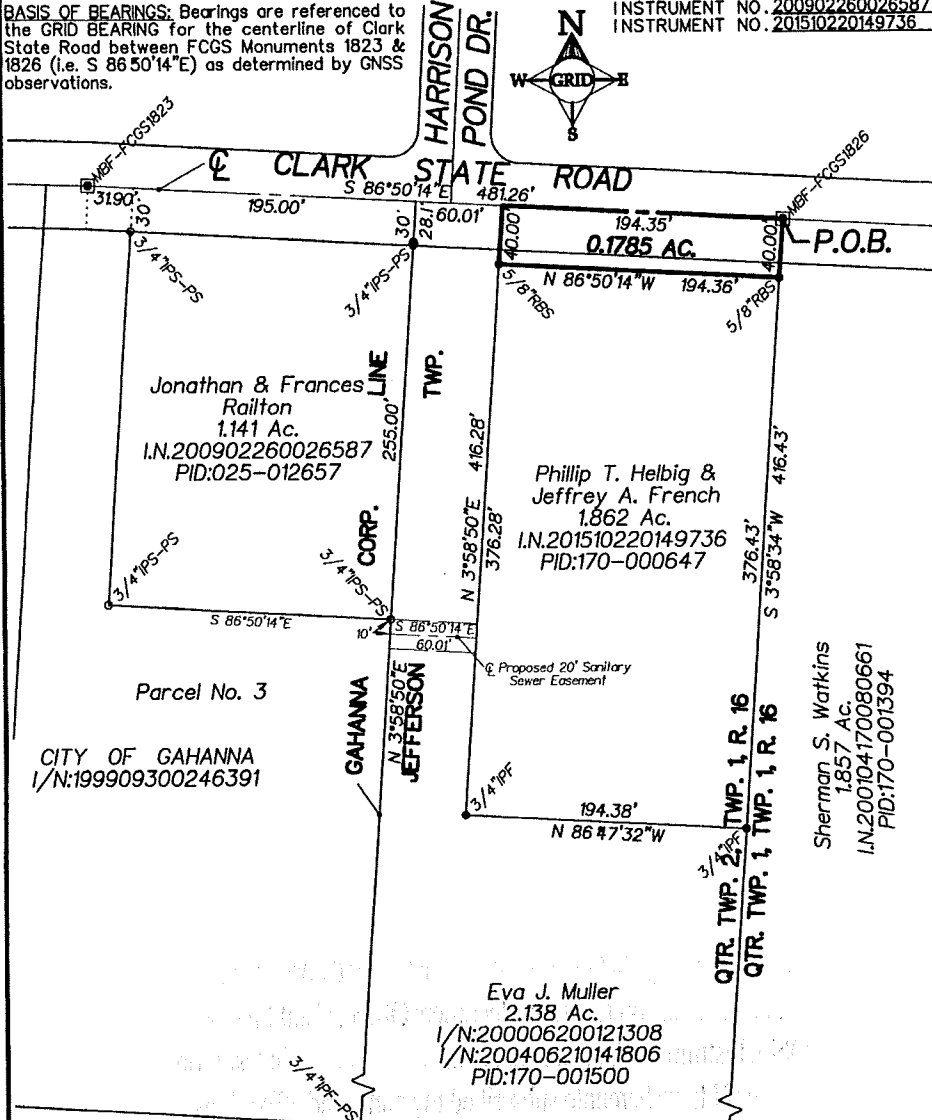 BASIS OF BEARINGS: Bearings are referenced to
the GRID BEARING for the centerline of Clark
State Road between FCGS Monuments 1823 &
1826 (i.e. S 86 50'14"E) as determined by GNSS
observations.
INSTRUMENT NO. 200902260026587
INSTRUMENT NO. 201510220149736
HARRISON
POND DR.
N
W GRID E
S
MBF-FCGS1823
MBF-FCGS1826
℄ CLARK STATE ROAD
S 86°50'14"E 481.26'
31.90'
195.00'
60.01'
30'
30'
28.1'
40.00'
194.35'
0.1785 AC.
40.00'
P.O.B.
N 86°50'14"W 194.36'
3/4"IPS-PS
3/4"IPS-PS
5/8"RBS
5/8"RBS
Jonathan & Frances
Railton
1.141 Ac.
I.N.200902260026587
PID:025-012657
LINE
TWP.
255.00'
CORP.
416.28'
N 3°58'50"E
376.28'
Phillip T. Helbig &
Jeffrey A. French
1.862 Ac.
I.N.201510220149736
PID:170-000647
416.43'
376.43'
S 3°58'34"W
3/4"IPS-PS
3/4"IPS-PS
S 86°50'14"E
10'
S 86°50'14"E
60.01'
℄ Proposed 20' Sanitary
Sewer Easement
Parcel No. 3
CITY OF GAHANNA
I/N:199909300246391
GAHANNA
N 3°58'50"E
JEFFERSON
3/4"IPF
194.38'
N 86°47'32"W
3/4"IPF
QTR. TWP. 2, TWP. 1, R. 16
QTR. TWP. 1, TWP. 1, R. 16
Sherman S. Watkins
1.857 Ac.
I.N.200104170080661
PID:170-001394
Eva J. Muller
2.138 Ac.
I/N:200006200121308
I/N:200406210141806
PID:170-001500
3/4"IPF-PS